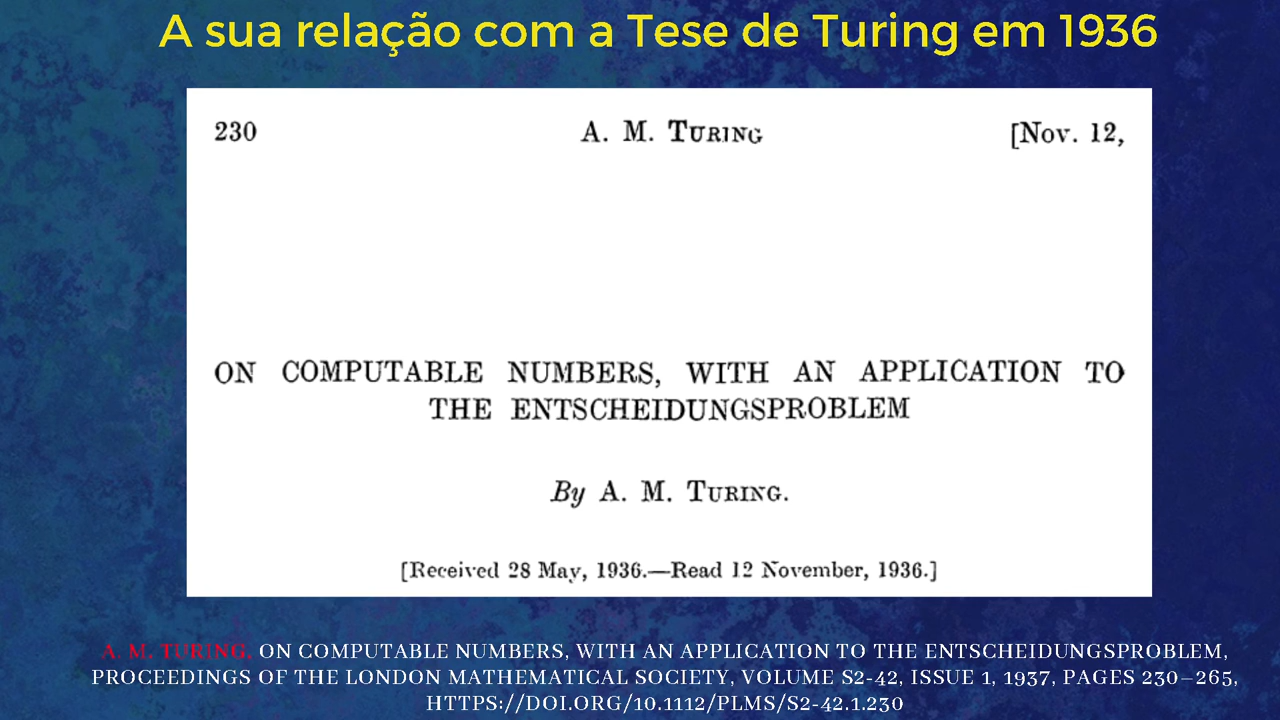 A sua relação com a Tese de Turing em 1936
230 A. M. TURING [Nov. 12,
ON COMPUTABLE NUMBERS, WITH AN APPLICATION TO
THE ENTSCHEIDUNGSPROBLEM
By A. M. TURING.
[Received 28 May, 1936.—Read 12 November, 1936.]
A. M. TURING, ON COMPUTABLE NUMBERS, WITH AN APPLICATION TO THE ENTSCHEIDUNGSPROBLEM,
PROCEEDINGS OF THE LONDON MATHEMATICAL SOCIETY, VOLUME S2-42, ISSUE 1, 1937, PAGES 230–265,
HTTPS://DOI.ORG/10.1112/PLMS/S2-42.1.230